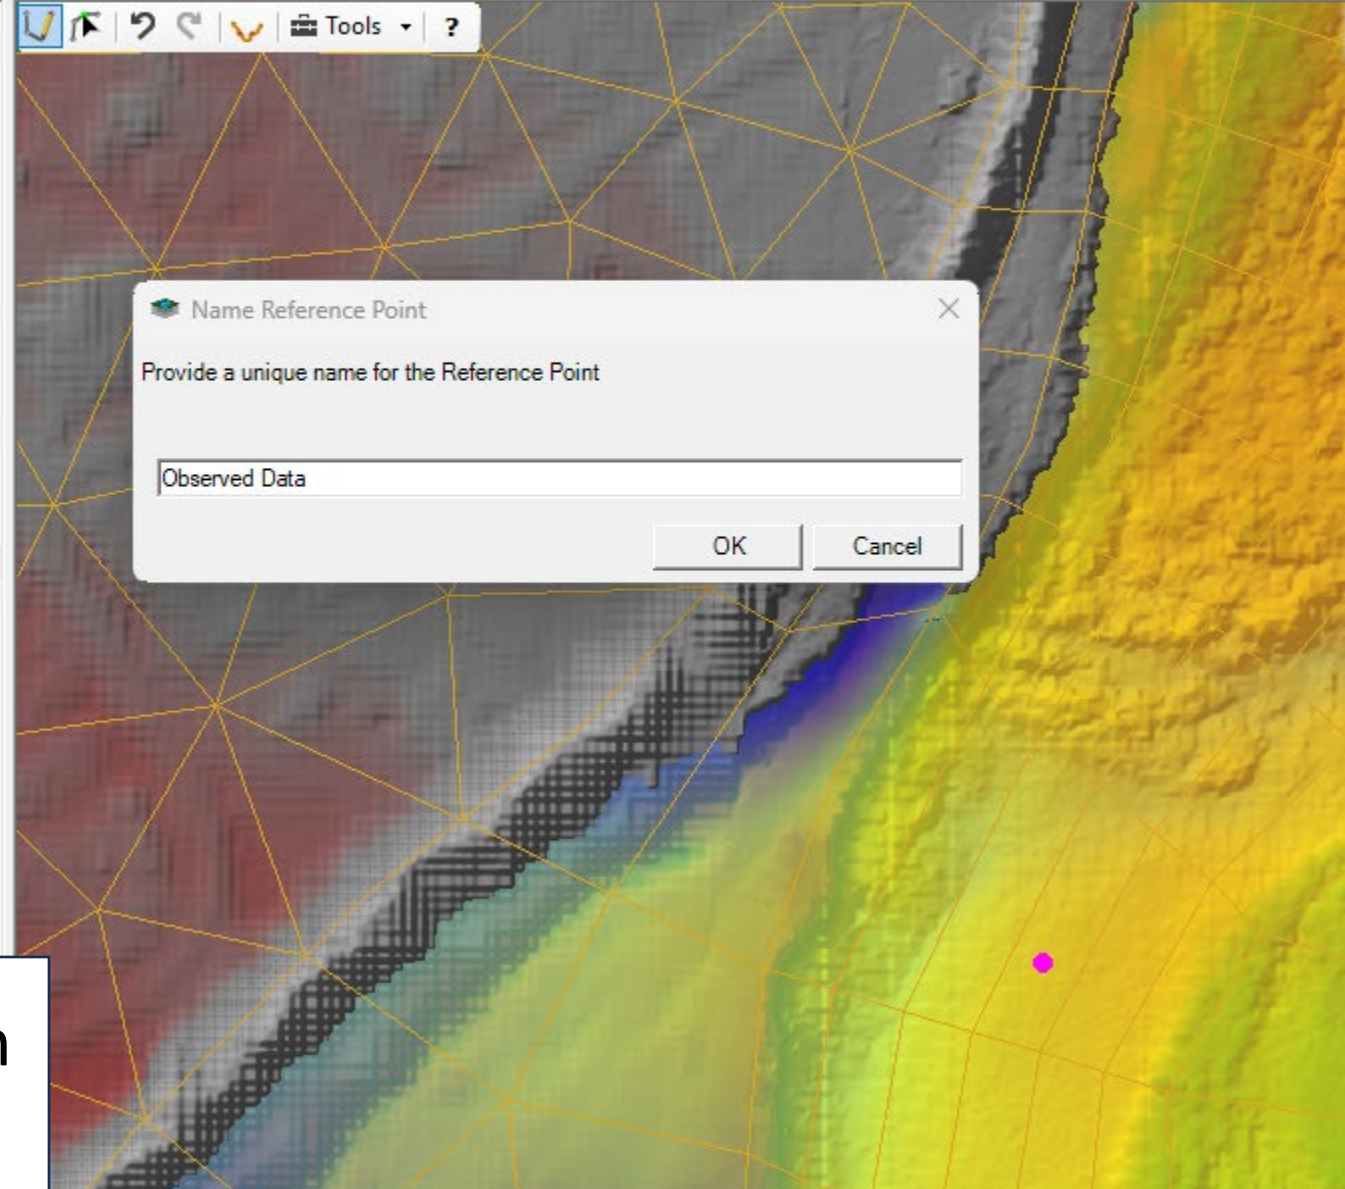 Tools ?
Name Reference Point
Provide a unique name for the Reference Point
Observed Data
OK Cancel